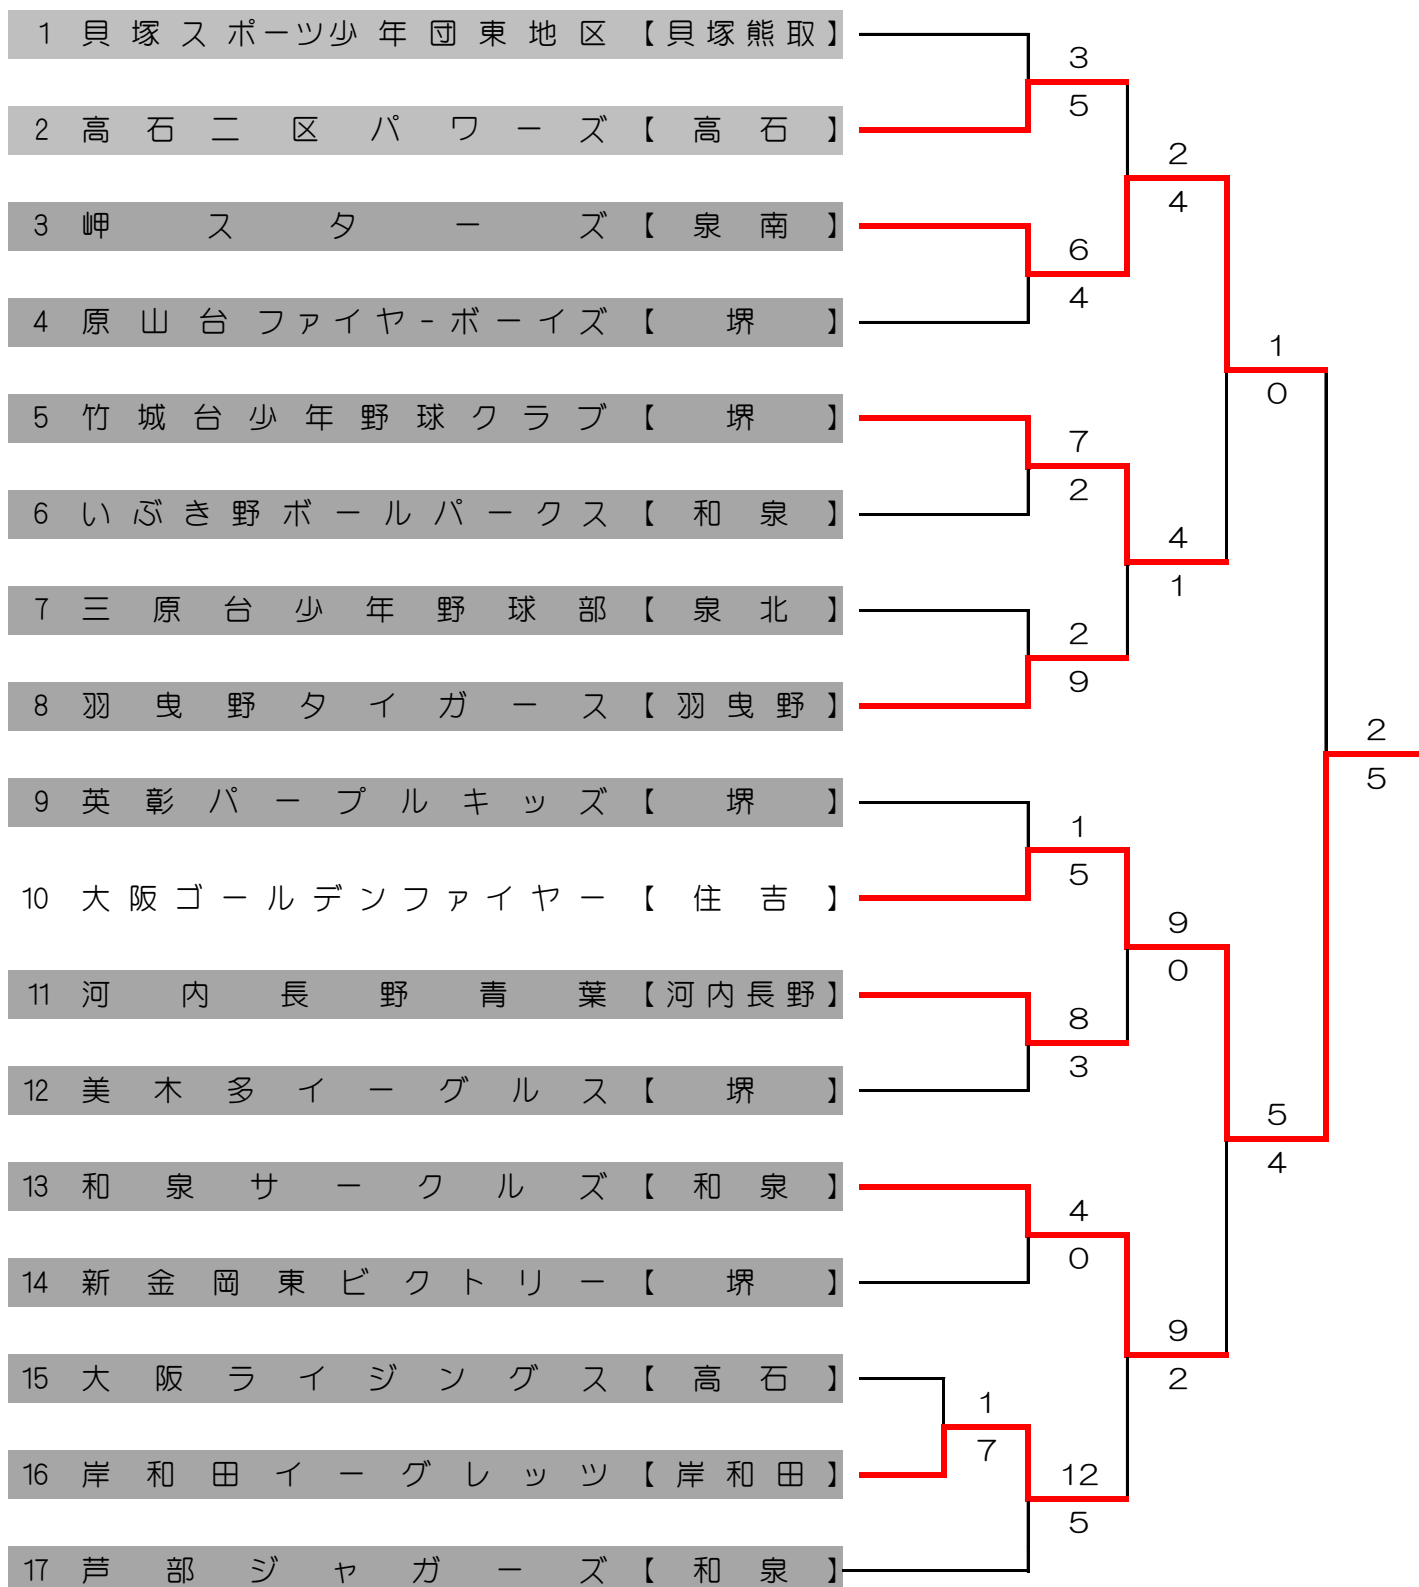 1 貝塚スポーツ少年団東地区【貝塚熊取】
3
5
2 高石二区パワーズ【高石】
2
4
3 岬スターズ【泉南】
6
4
4 原山台ファイヤ-ボーイズ【堺】
1
0
5 竹城台少年野球クラブ【堺】
7
2
6 いぶき野ボールパークス【和泉】
4
1
7 三原台少年野球部【泉北】
2
9
8 羽曳野タイガース【羽曳野】
2
5
9 英彰パープルキッズ【堺】
1
5
10 大阪ゴールデンファイヤー【住吉】
9
0
11 河内長野青葉【河内長野】
8
3
12 美木多イーグルス【堺】
5
4
13 和泉サークルズ【和泉】
4
0
14 新金岡東ビクトリー【堺】
9
2
15 大阪ライジングス【高石】
1
7
16 岸和田イーグレッツ【岸和田】
12
5
17 芦部ジャガーズ【和泉】